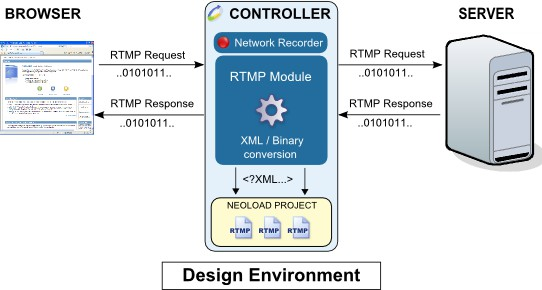 BROWSER
CONTROLLER
SERVER
Network Recorder
RTMP Request
..0101011..
RTMP Request
..0101011..
RTMP Module
RTMP Response
..0101011..
RTMP Response
..0101011..
XML / Binary
conversion
<?XML...>
NEOLOAD PROJECT
RTMP RTMP RTMP
Design Environment